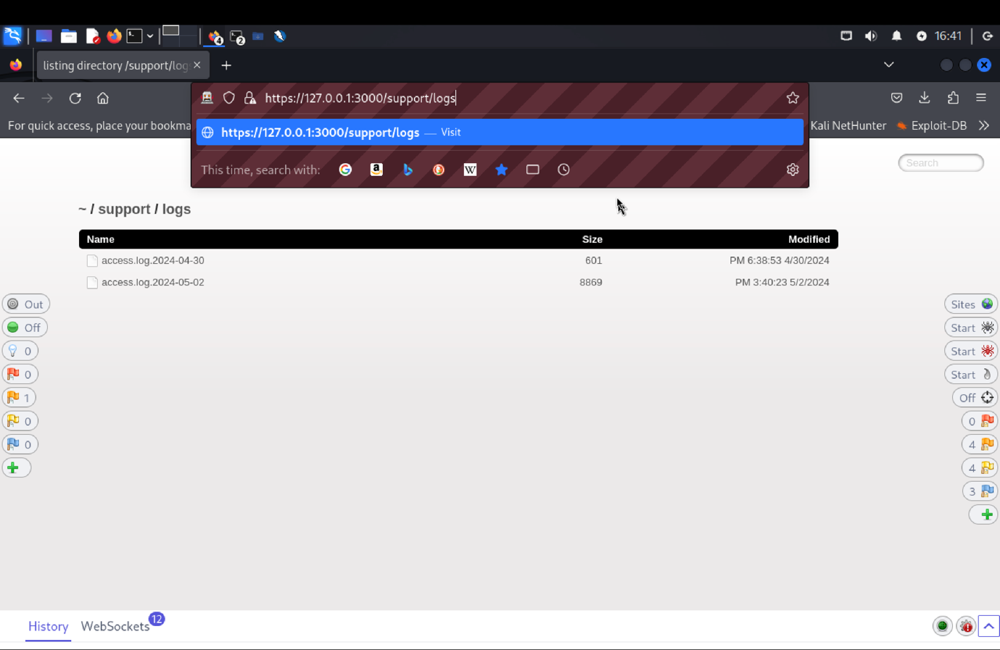 16:41
listing directory /support/log
https://127.0.0.1:3000/support/logs
For quick access, place your bookma
Kali NetHunter
Exploit-DB
https://127.0.0.1:3000/support/logs — Visit
This time, search with:
Search
~ / support / logs
Name Size Modified
access.log.2024-04-30 601 PM 6:38:53 4/30/2024
access.log.2024-05-02 8869 PM 3:40:23 5/2/2024
Out
Off
0
0
1
0
0
Sites
Start
Start
Start
Off
0
4
4
3
History WebSockets 12
4
2
W